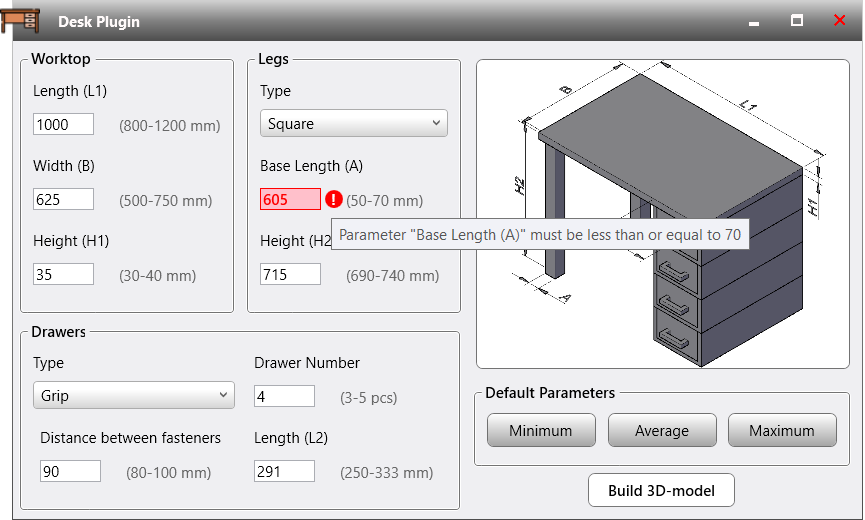 Desk Plugin
Worktop
Length (L1)
1000 (800-1200 mm)
Width (B)
625 (500-750 mm)
Height (H1)
35 (30-40 mm)
Legs
Type
Square
Base Length (A)
605 ! (50-70 mm)
Parameter "Base Length (A)" must be less than or equal to 70
Height (H2
715 (690-740 mm)
B
L1
H2
H1
A
Drawers
Type
Grip
Drawer Number
4 (3-5 pcs)
Distance between fasteners
90 (80-100 mm)
Length (L2)
291 (250-333 mm)
Default Parameters
Minimum
Average
Maximum
Build 3D-model